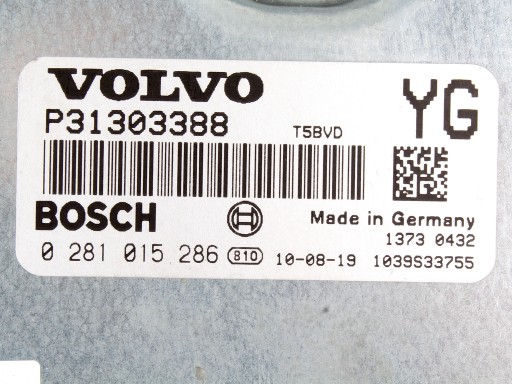 VOLVO
YG
P31303388
T5BVD
BOSCH
Made in Germany
1373 0432
0 281 015 286 810 10-08-19 1039S33755